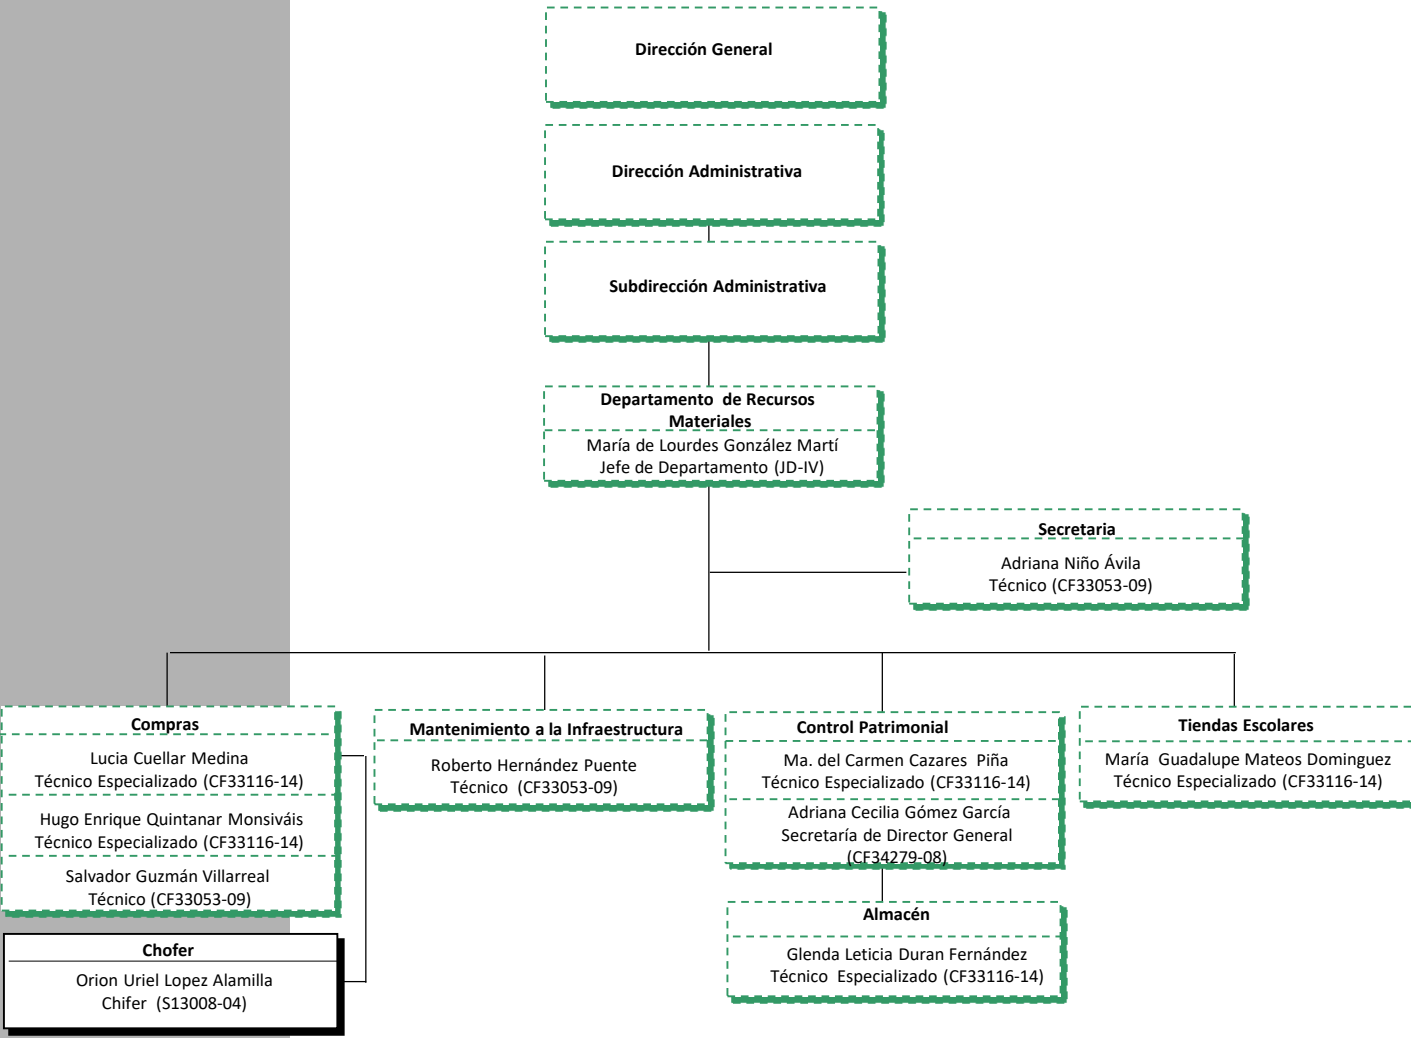 Dirección General
Dirección Administrativa
Subdirección Administrativa
Departamento de Recursos
Materiales
María de Lourdes González Martí
Jefe de Departamento (JD-IV)
Secretaria
Adriana Niño Ávila
Técnico (CF33053-09)
Compras
Lucia Cuellar Medina
Técnico Especializado (CF33116-14)
Hugo Enrique Quintanar Monsiváis
Técnico Especializado (CF33116-14)
Salvador Guzmán Villarreal
Técnico (CF33053-09)
Chofer
Orion Uriel Lopez Alamilla
Chifer (S13008-04)
Mantenimiento a la Infraestructura
Roberto Hernández Puente
Técnico (CF33053-09)
Control Patrimonial
Ma. del Carmen Cazares Piña
Técnico Especializado (CF33116-14)
Adriana Cecilia Gómez García
Secretaría de Director General
(CF34279-08)
Almacén
Glenda Leticia Duran Fernández
Técnico Especializado (CF33116-14)
Tiendas Escolares
María Guadalupe Mateos Dominguez
Técnico Especializado (CF33116-14)